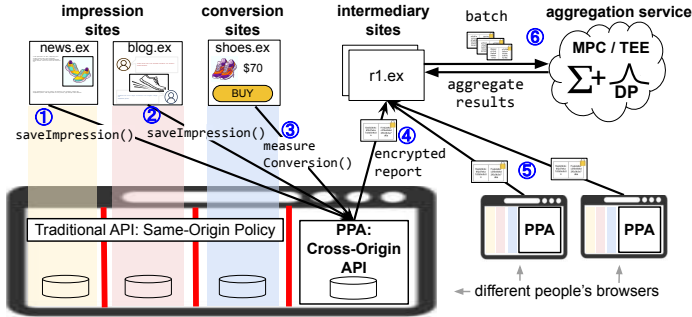 impression sites
conversion sites
intermediary sites
aggregation service
news.ex
blog.ex
shoes.ex
$70
BUY
r1.ex
batch
⑥
aggregate
results
MPC / TEE
Σ+
DP
①
saveImpression()
②
saveImpression()
③
measure
Conversion()
④
encrypted
report
⑤
Traditional API: Same-Origin Policy
PPA:
Cross-Origin
API
PPA
PPA
different people's browsers